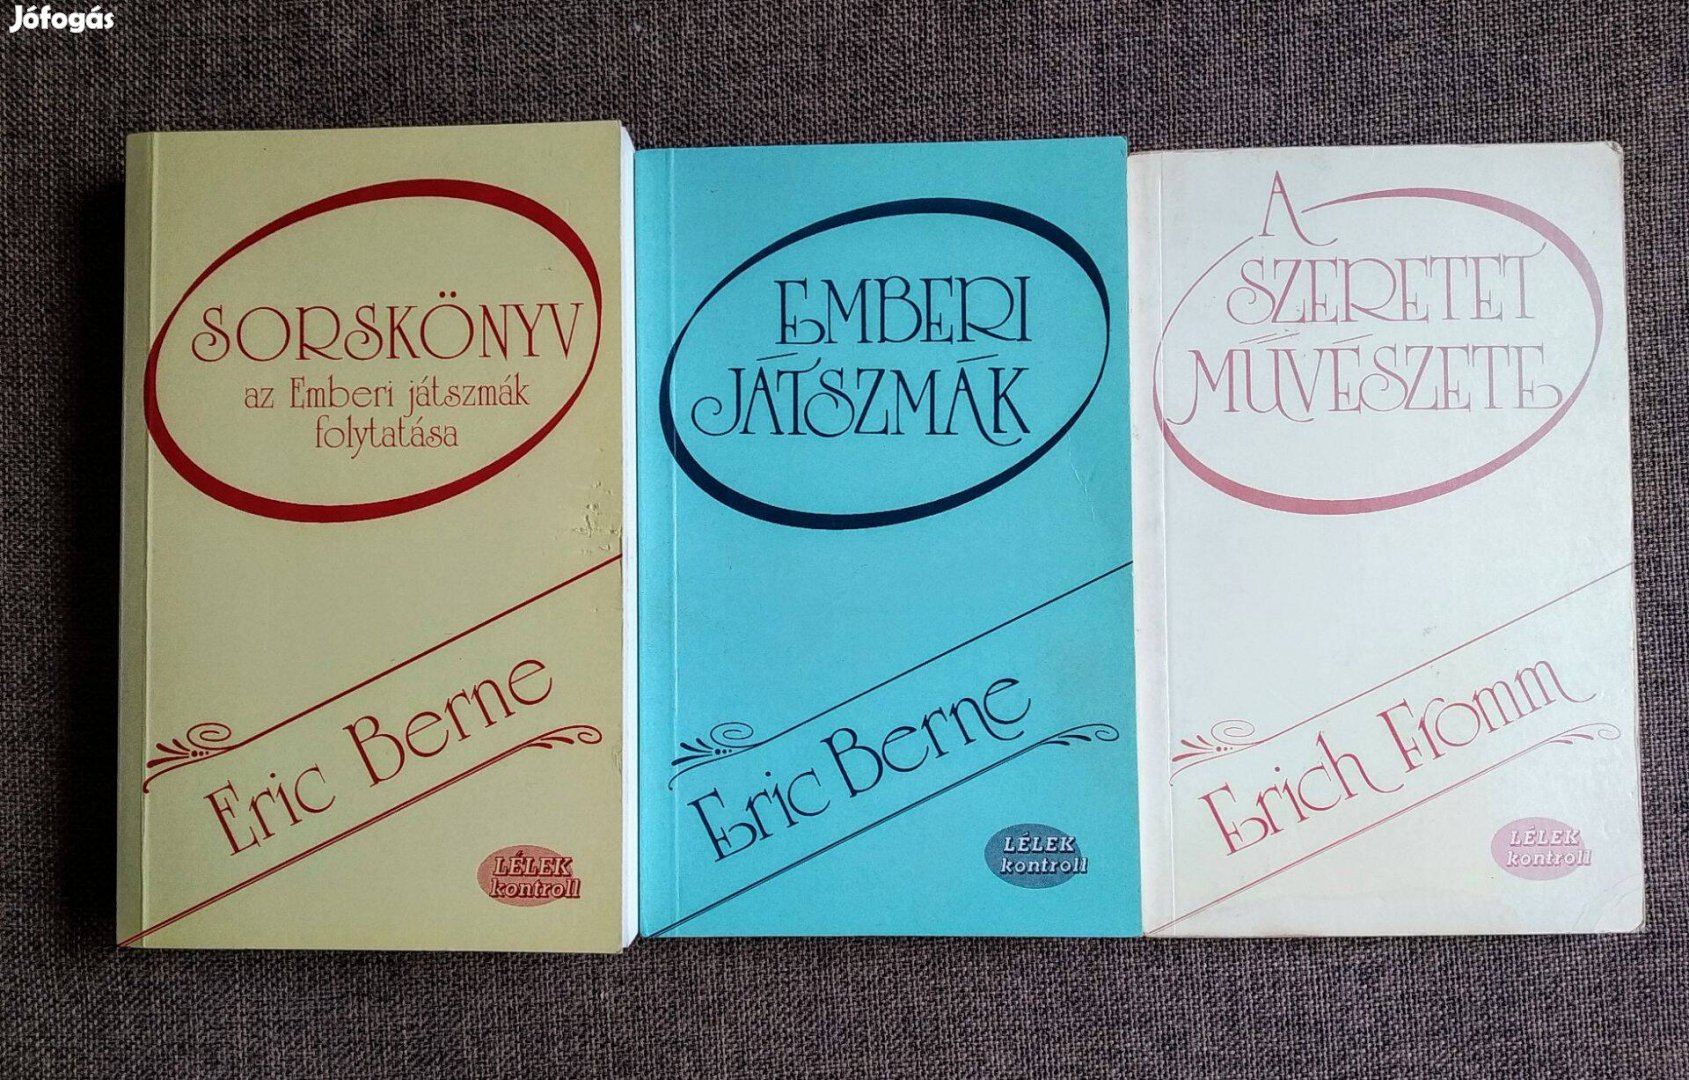 Jófogás
SORSKÖNYV
az Emberi játszmák
folytatása
Eric Berne
LÉLEK
kontroll
EMBERI
JÁTSZMÁK
Eric Berne
LÉLEK
kontroll
A
SZERETET
MŰVÉSZETE
Erich Fromm
LÉLEK
kontroll